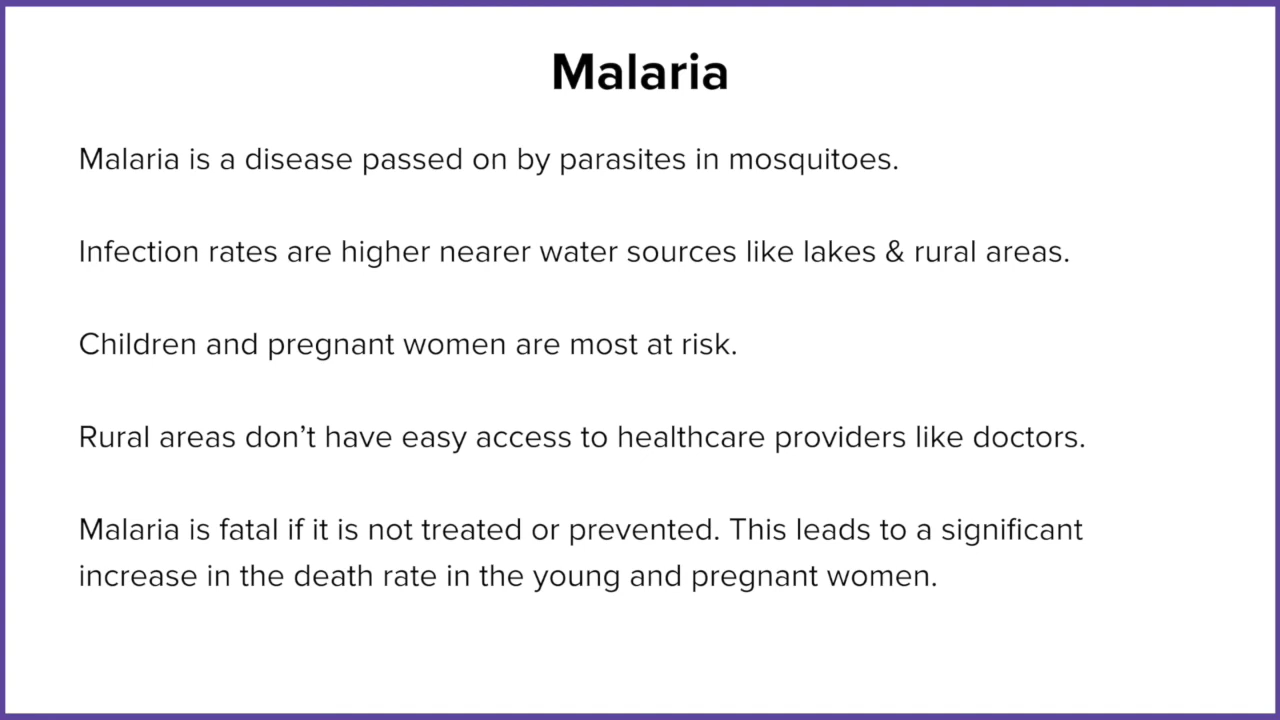 Malaria
Malaria is a disease passed on by parasites in mosquitoes.
Infection rates are higher nearer water sources like lakes & rural areas.
Children and pregnant women are most at risk.
Rural areas don’t have easy access to healthcare providers like doctors.
Malaria is fatal if it is not treated or prevented. This leads to a significant
increase in the death rate in the young and pregnant women.